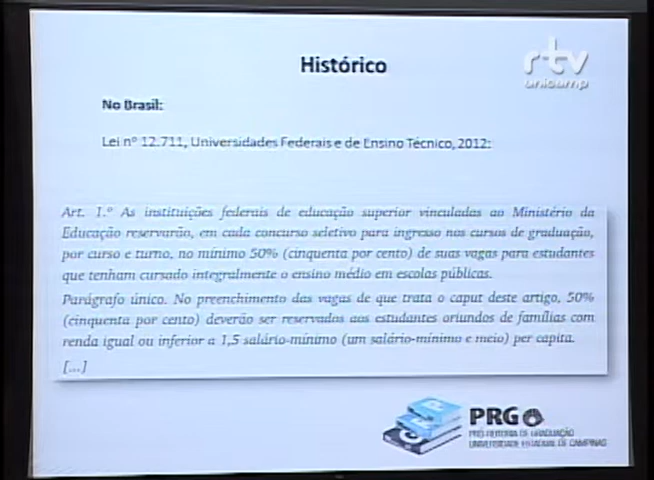 Histórico
rtv
unicamp
No Brasil:
Lei nº 12.711, Universidades Federais e de Ensino Técnico, 2012:
Art. 1.º As instituições federais de educação superior vinculadas ao Ministério da
Educação reservarão, em cada concurso seletivo para ingresso nos cursos de graduação,
por curso e turno, no mínimo 50% (cinquenta por cento) de suas vagas para estudantes
que tenham cursado integralmente o ensino médio em escolas públicas.
Parágrafo único. No preenchimento das vagas de que trata o caput deste artigo, 50%
(cinquenta por cento) deverão ser reservados aos estudantes oriundos de famílias com
renda igual ou inferior a 1,5 salário-mínimo (um salário-mínimo e meio) per capita.
[...]
PRG
PRÓ-REITORIA DE GRADUAÇÃO
UNIVERSIDADE ESTADUAL DE CAMPINAS